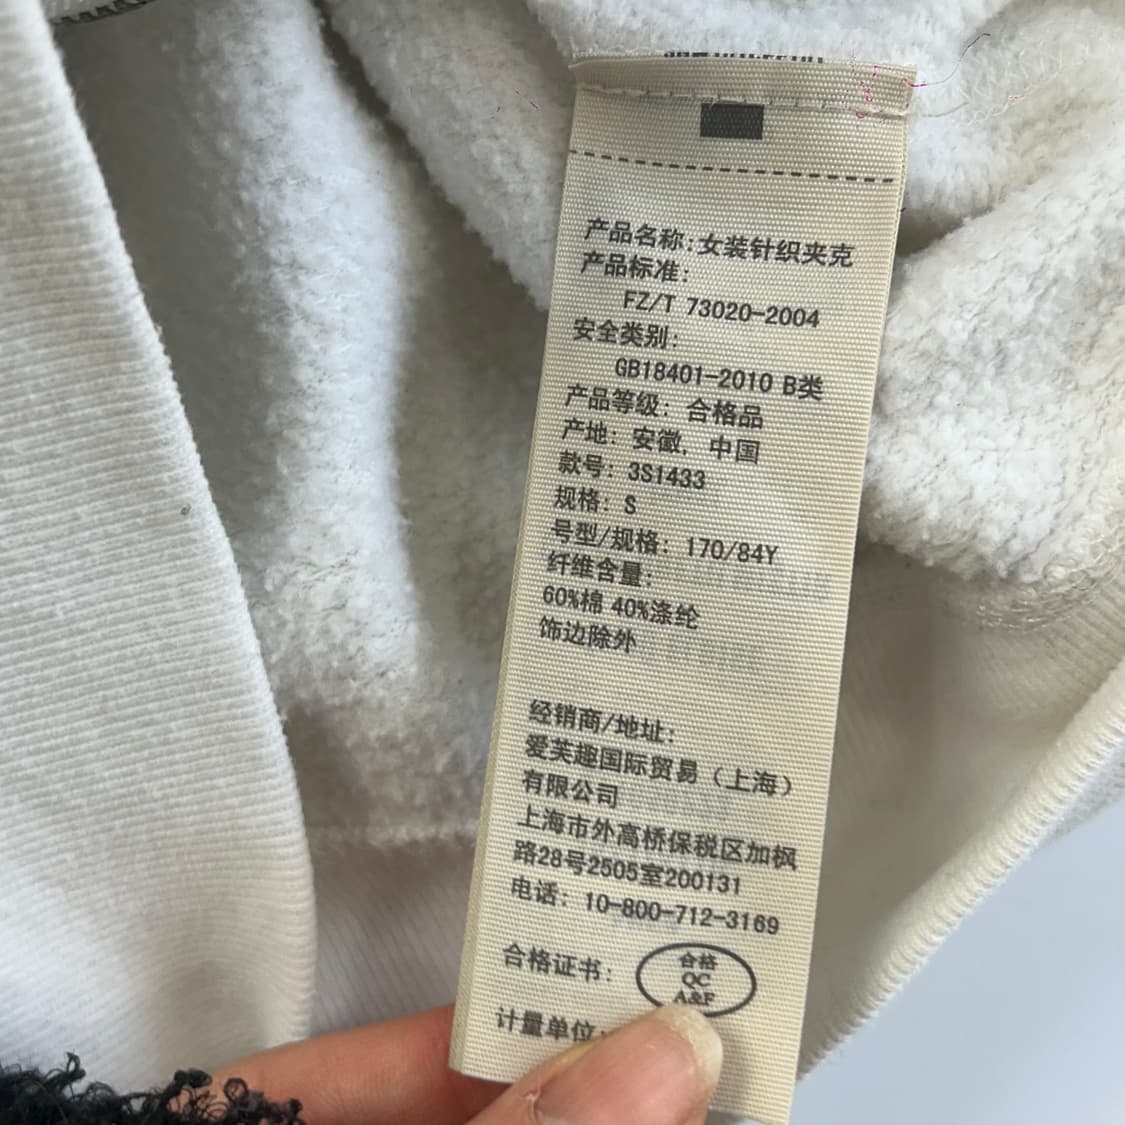 产品名称:女装针织夹克
产品标准:
FZ/T 73020-2004
安全类别:
GB18401-2010 B类
产品等级: 合格品
产地: 安徽, 中国
款号: 3S1433
规格: S
号型/规格: 170/84Y
纤维含量:
60%棉 40%涤纶
饰边除外
经销商/地址:
爱芙趣国际贸易（上海）
有限公司
上海市外高桥保税区加枫
路28号2505室200131
电话: 10-800-712-3169
合格证书:
合格
QC
A&F
计量单位: